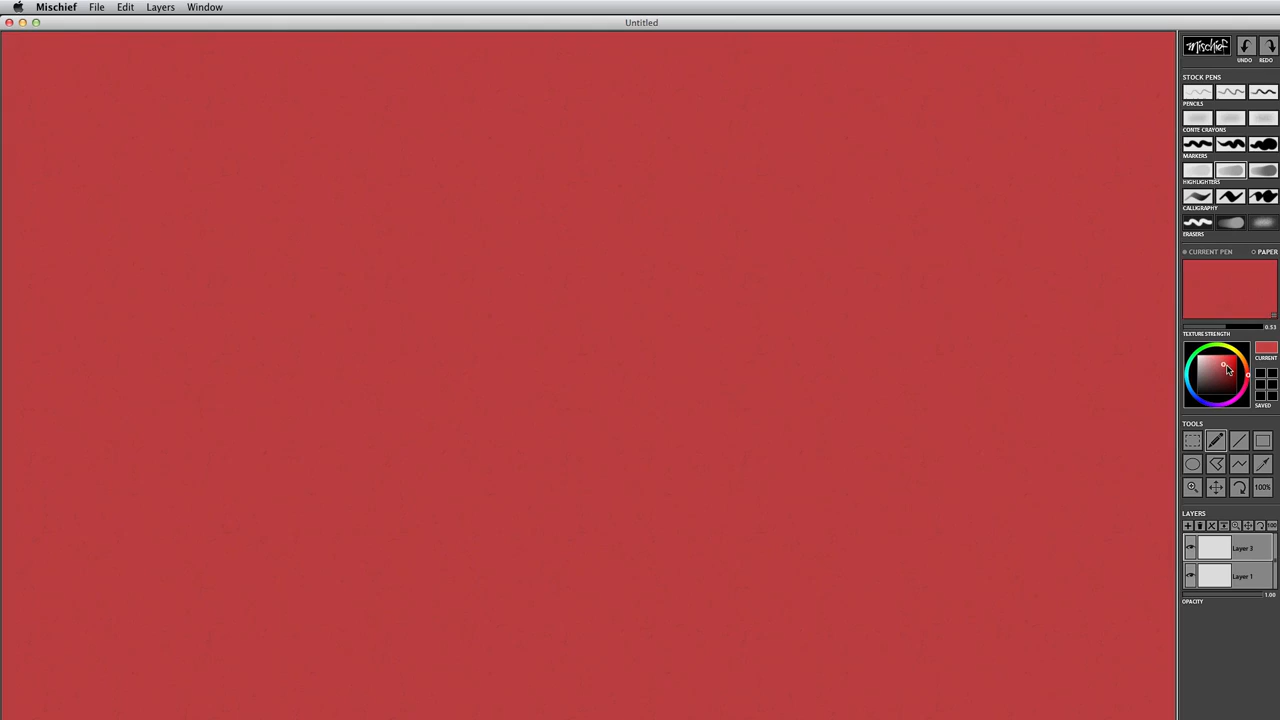 Mischief File Edit Layers Window
Untitled
Mischief
UNDO REDO
STOCK PENS
PENCILS
CONTE CRAYONS
MARKERS
HIGHLIGHTERS
CALLIGRAPHY
ERASERS
CURRENT PEN PAPER
0.53
TEXTURE STRENGTH
CURRENT
SAVED
TOOLS
100%
LAYERS
Layer 3
Layer 1
1.00
OPACITY